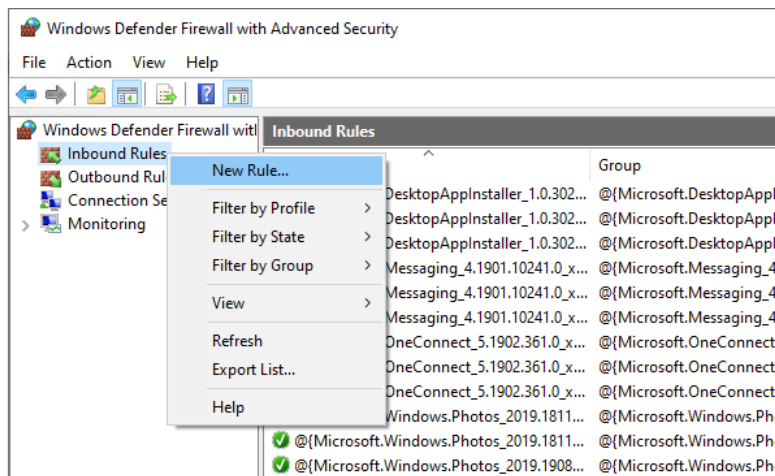 Windows Defender Firewall with Advanced Security
File Action View Help
Windows Defender Firewall witl
Inbound Rules
Outbound Rul
Connection Se
Monitoring
New Rule...
Filter by Profile
Filter by State
Filter by Group
View
Refresh
Export List...
Help
Inbound Rules
Group
DesktopAppInstaller_1.0.302... @{Microsoft.DesktopAppI
DesktopAppInstaller_1.0.302... @{Microsoft.DesktopAppI
DesktopAppInstaller_1.0.302... @{Microsoft.DesktopAppI
Messaging_4.1901.10241.0_x... @{Microsoft.Messaging_4
Messaging_4.1901.10241.0_x... @{Microsoft.Messaging_4
Messaging_4.1901.10241.0_x... @{Microsoft.Messaging_4
OneConnect_5.1902.361.0_x... @{Microsoft.OneConnect
OneConnect_5.1902.361.0_x... @{Microsoft.OneConnect
OneConnect_5.1902.361.0_x... @{Microsoft.OneConnect
Windows.Photos_2019.1811... @{Microsoft.Windows.Pho
@{Microsoft.Windows.Photos_2019.1811... @{Microsoft.Windows.Pho
@{Microsoft.Windows.Photos_2019.1908... @{Microsoft.Windows.Pho